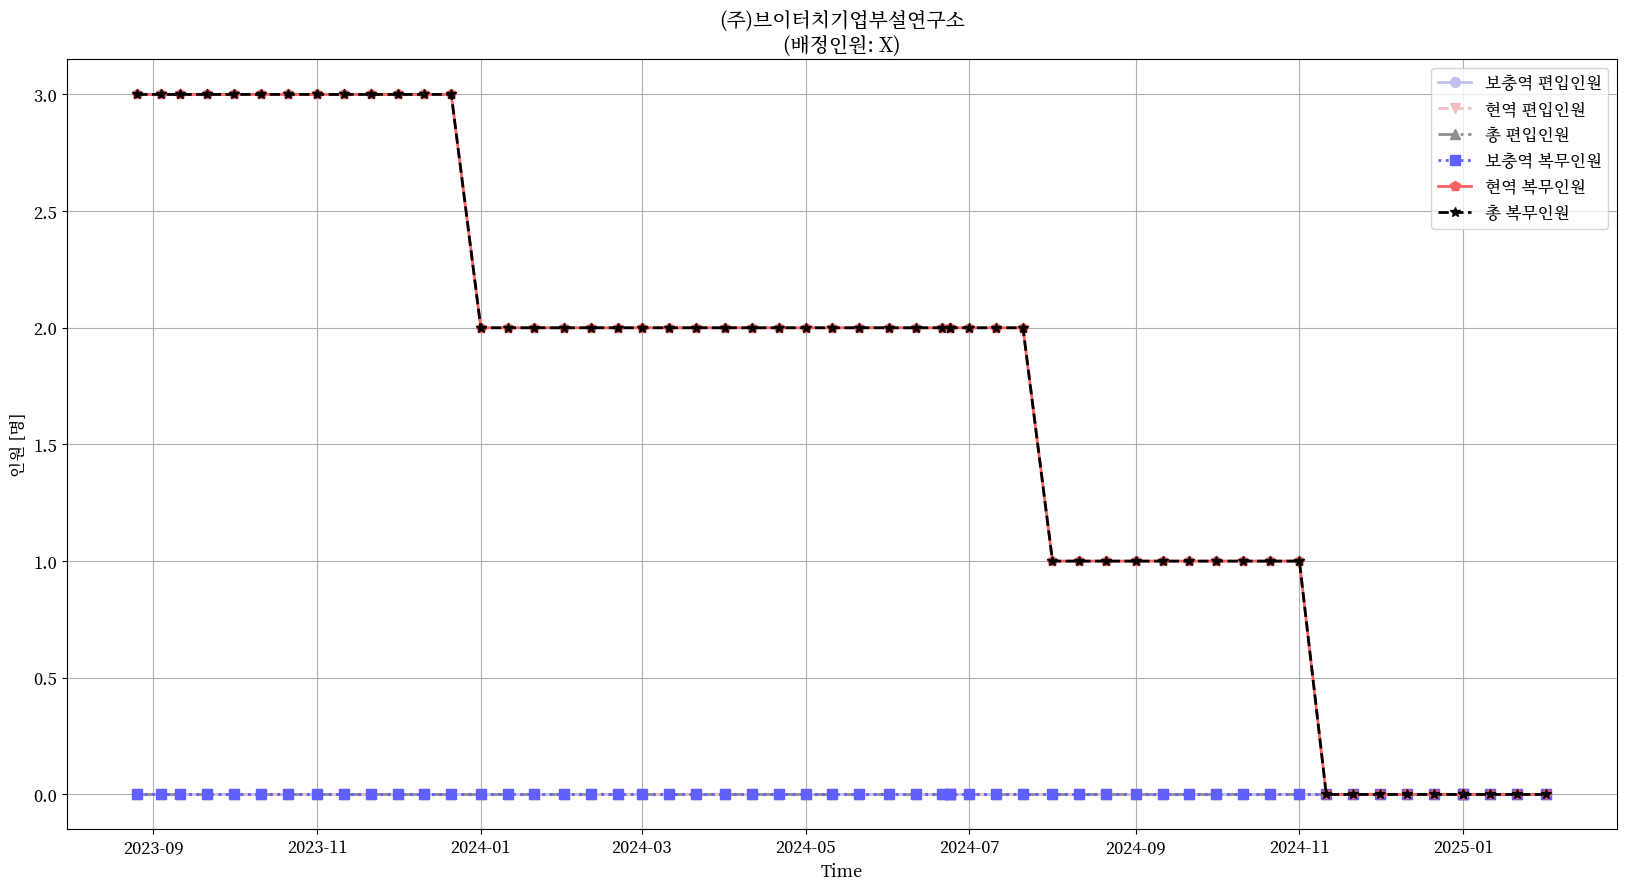 (주)브이터치기업부설연구소
(배정인원: X)
보충역 편입인원
현역 편입인원
총 편입인원
보충역 복무인원
현역 복무인원
총 복무인원
인원 [명]
3.0
2.5
2.0
1.5
1.0
0.5
0.0
2023-09
2023-11
2024-01
2024-03
2024-05
2024-07
2024-09
2024-11
2025-01
Time